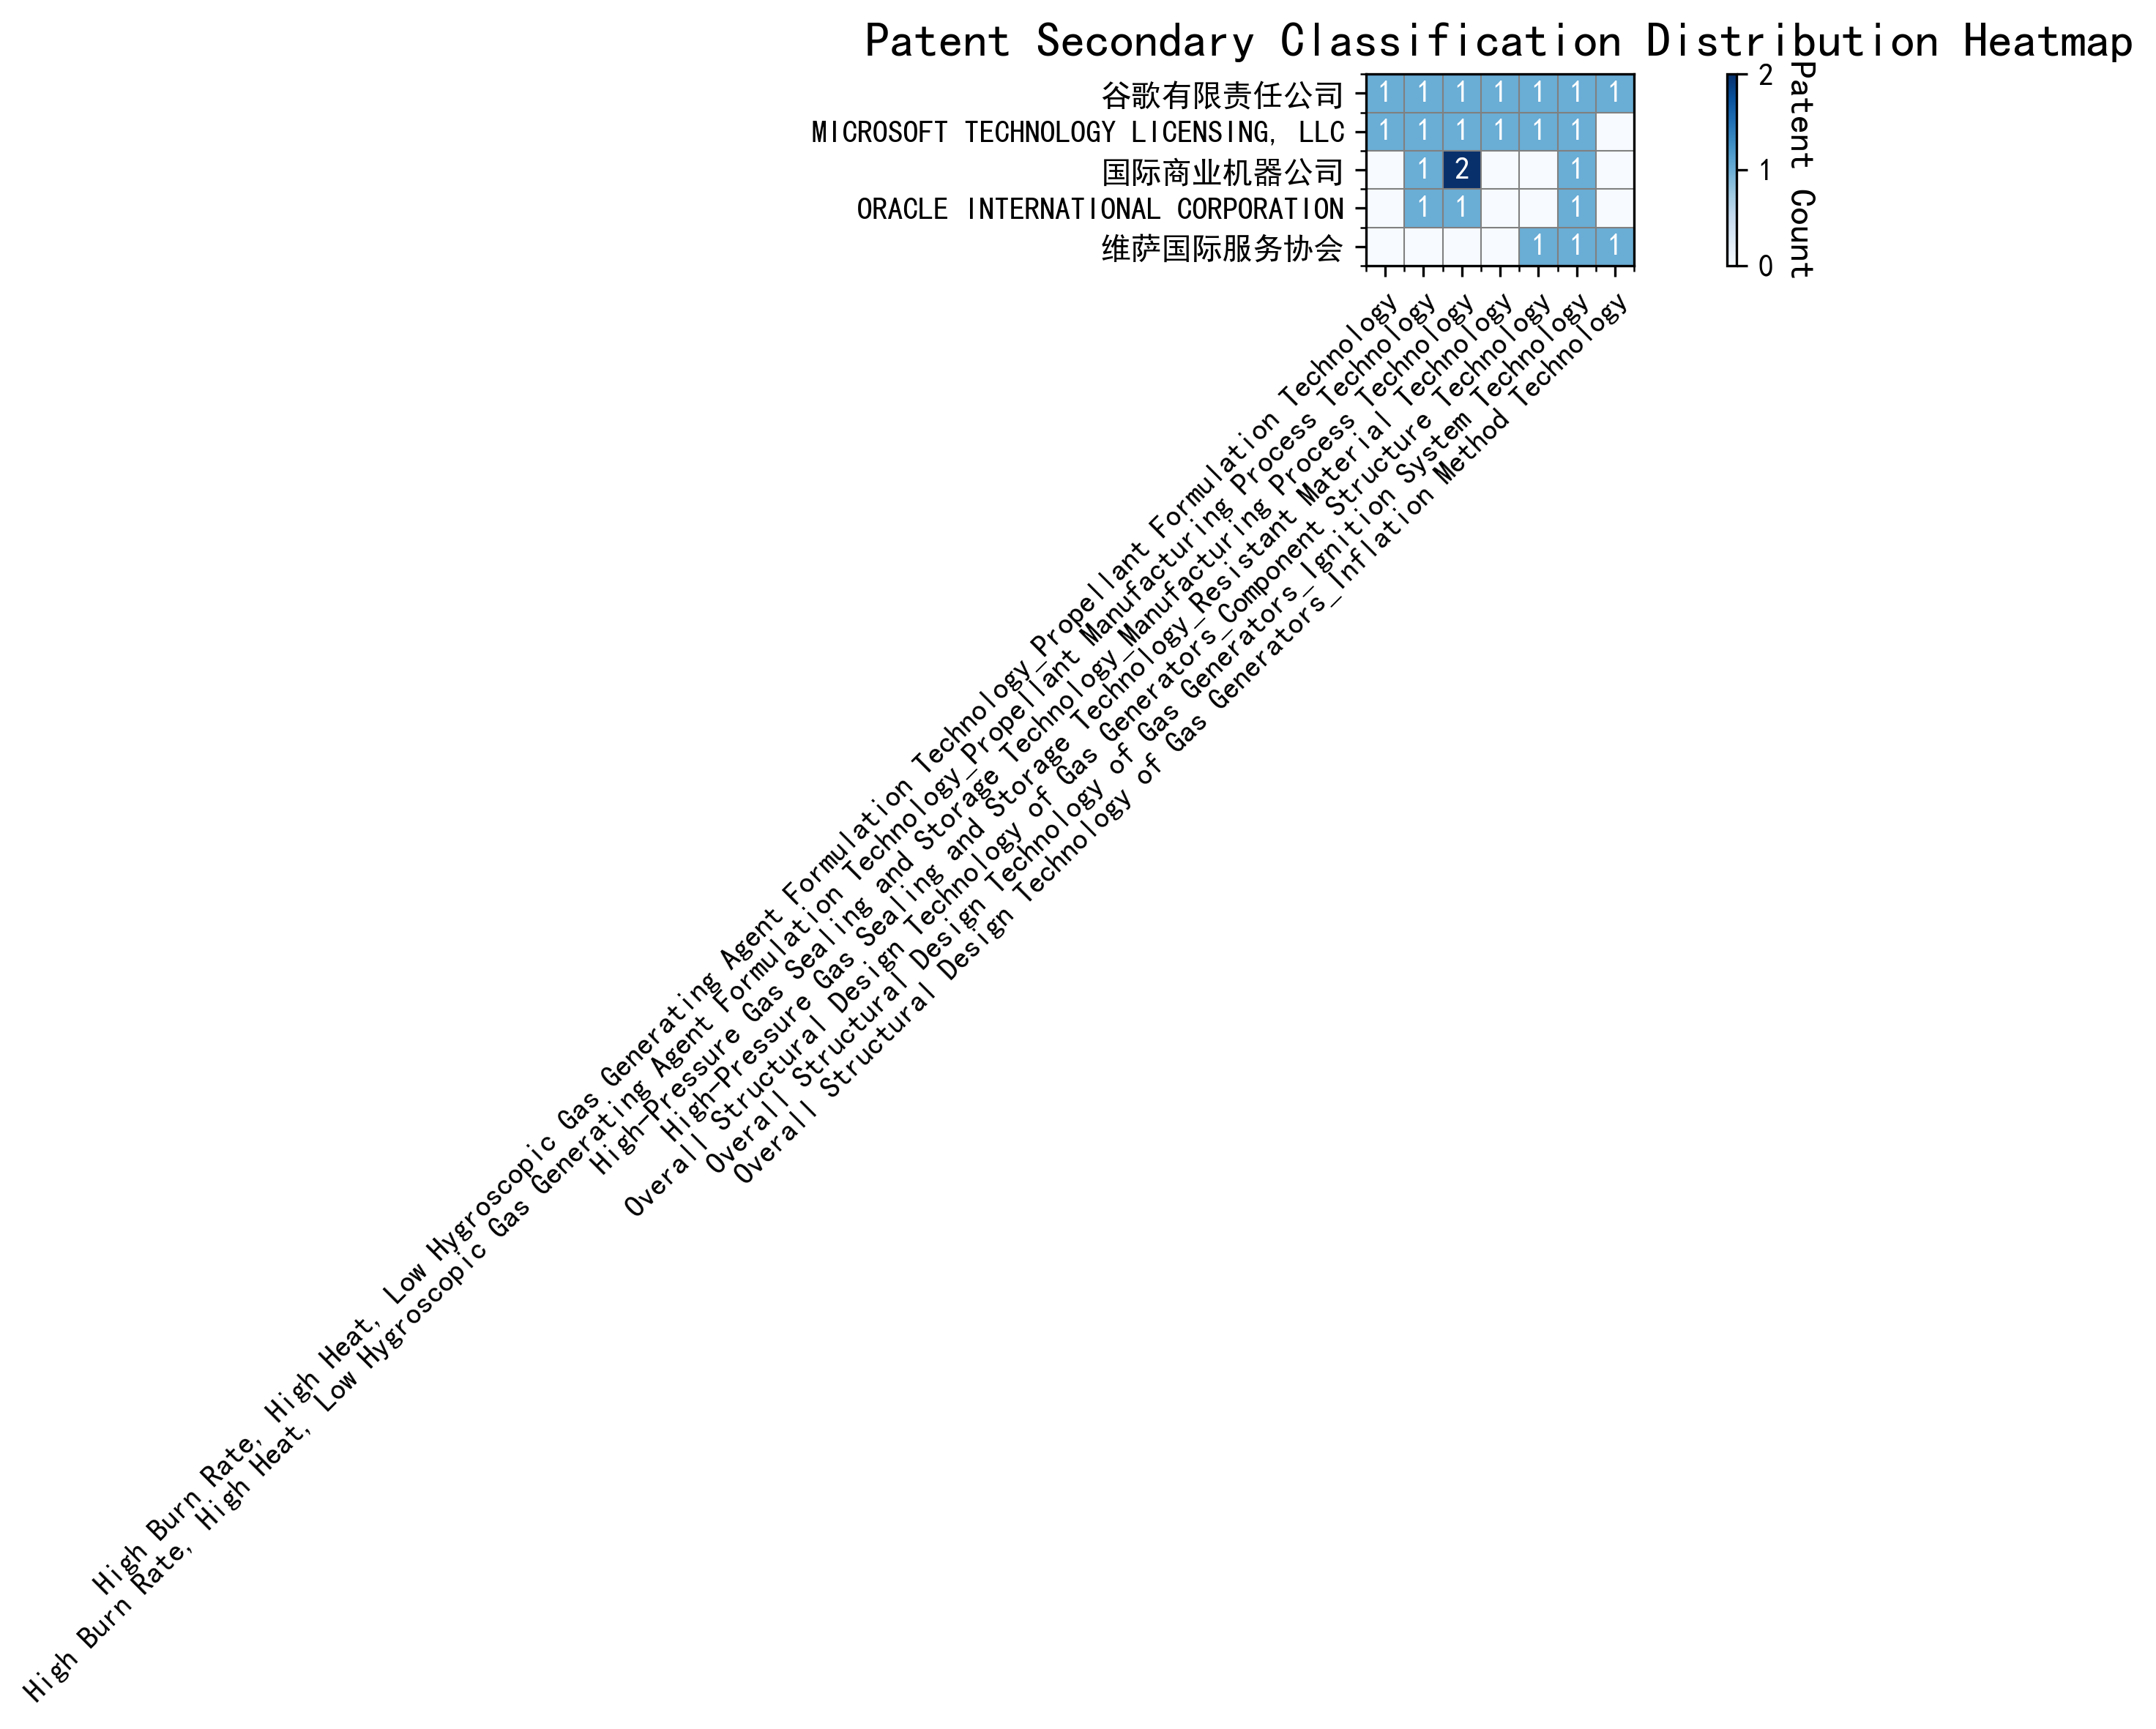 Patent Secondary Classification Distribution Heatmap
谷歌有限责任公司 1 1 1 1 1 1 1
MICROSOFT TECHNOLOGY LICENSING, LLC 1 1 1 1 1 1
国际商业机器公司 1 2 1
ORACLE INTERNATIONAL CORPORATION 1 1 1
维萨国际服务协会 1 1 1
2
1
0
Patent Count
High Burn Rate, High Heat, Low Hygroscopic Gas Generating Agent Formulation Technology_Propellant Formulation Technology
High Burn Rate, High Heat, Low Hygroscopic Gas Generating Agent Formulation Technology_Propellant Manufacturing Process Technology
High-Pressure Gas Sealing and Storage Technology_Manufacturing Process Technology
High-Pressure Gas Sealing and Storage Technology_Resistant Material Technology
Overall Structural Design Technology of Gas Generators_Component Structure Technology
Overall Structural Design Technology of Gas Generators_Ignition System Technology
Overall Structural Design Technology of Gas Generators_Inflation Method Technology